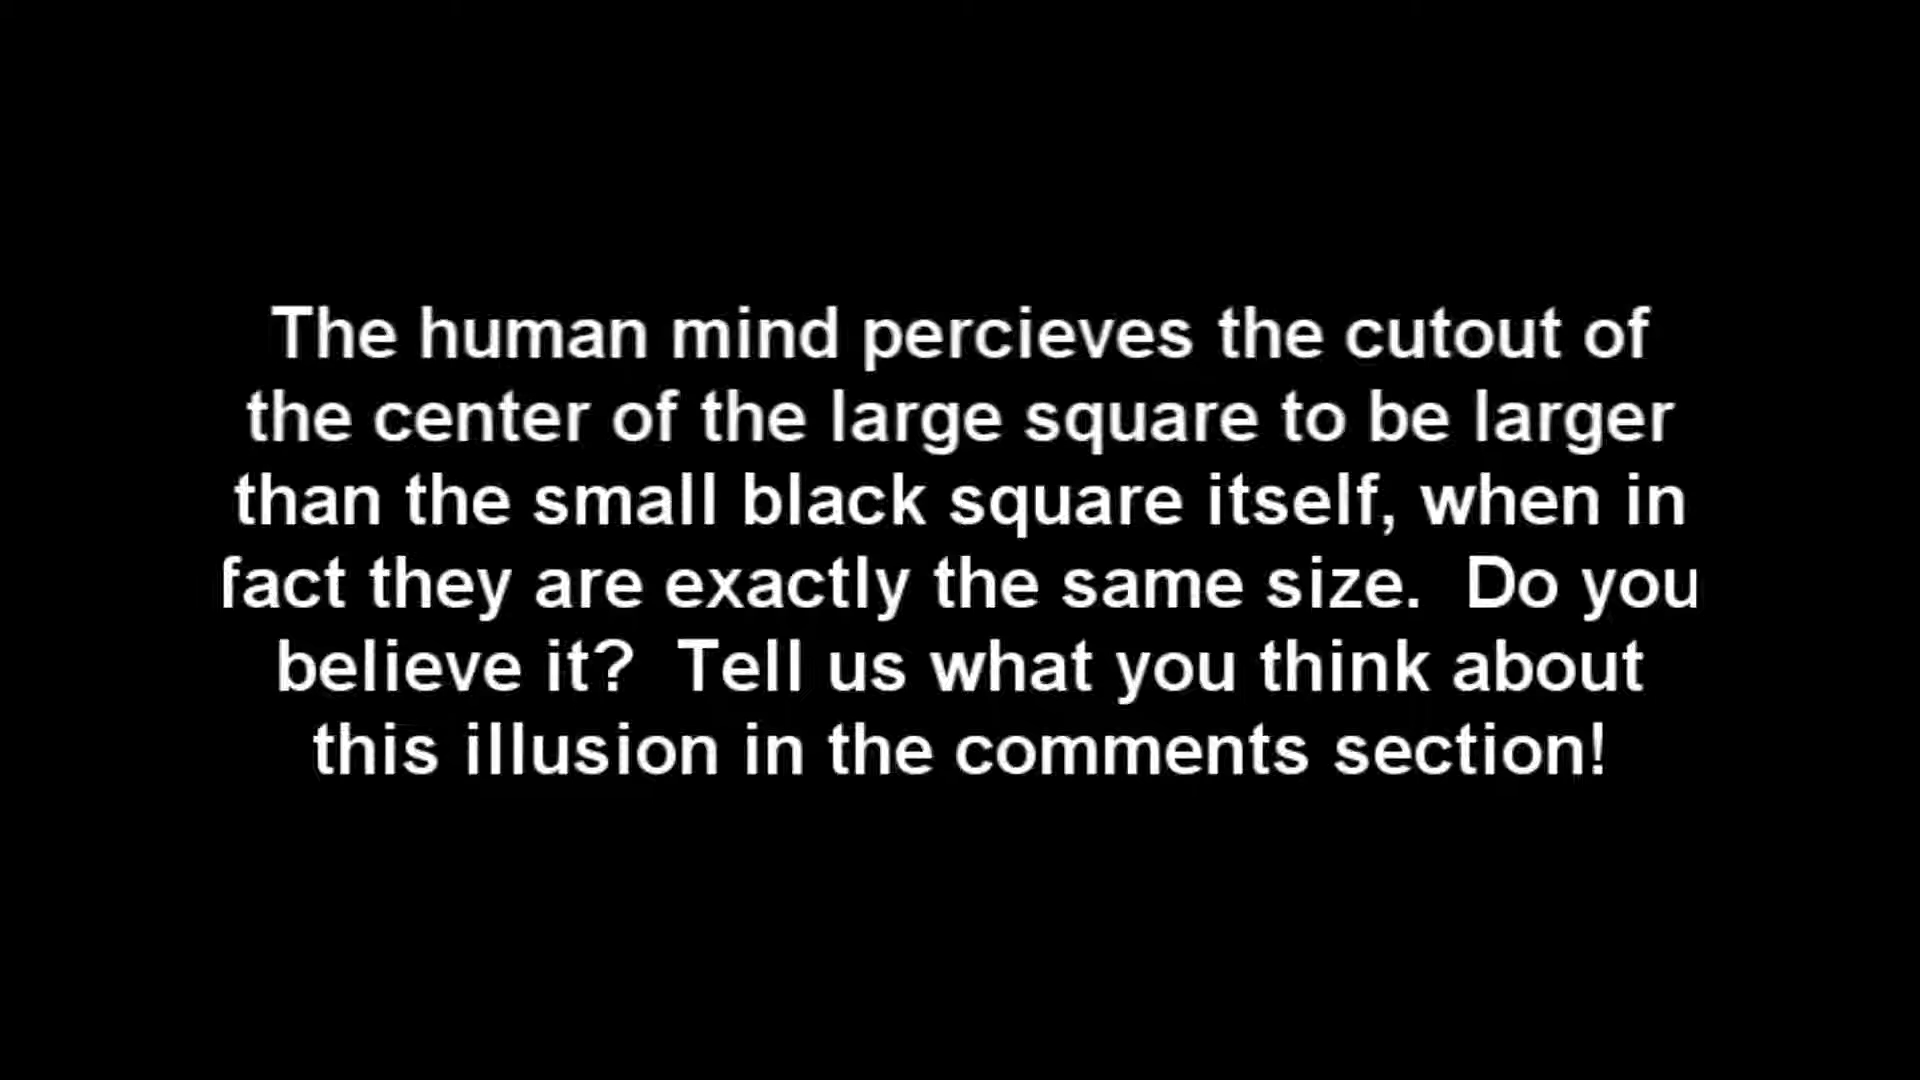 The human mind percieves the cutout of
the center of the large square to be larger
than the small black square itself, when in
fact they are exactly the same size.  Do you
believe it?  Tell us what you think about
this illusion in the comments section!